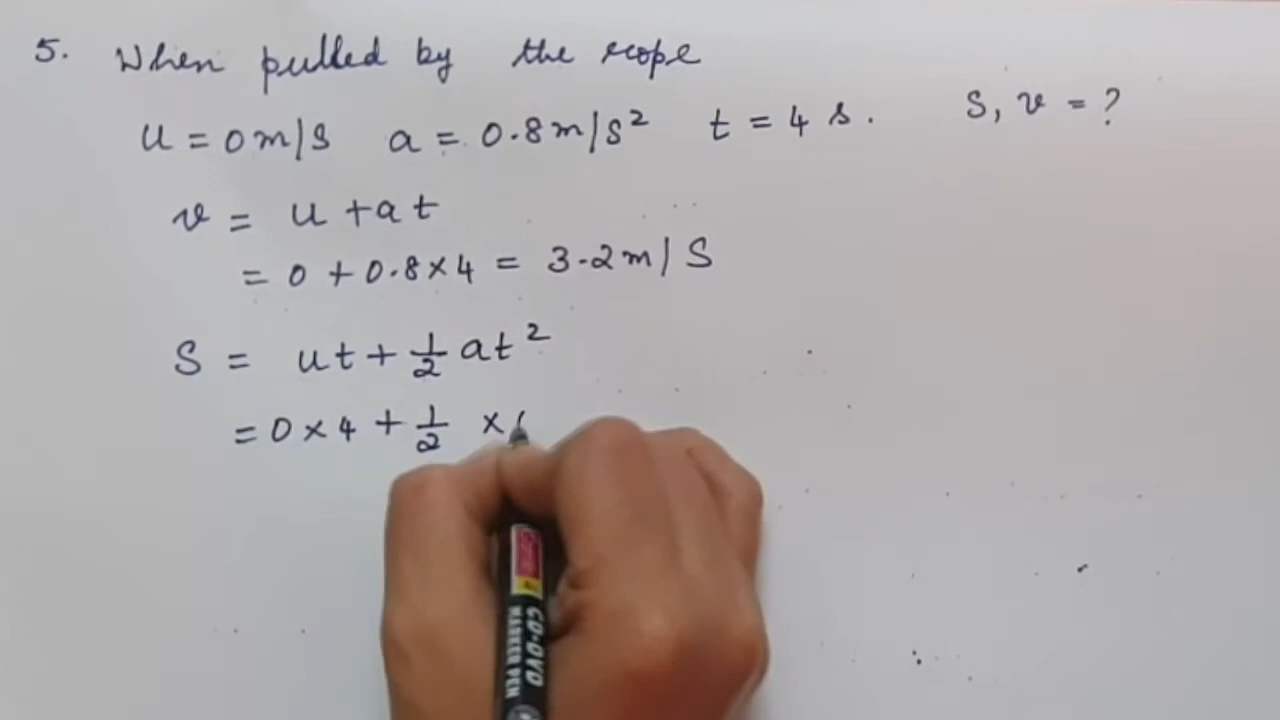 5. When pulled by the rope
u = 0 m/s a = 0.8 m/s² t = 4 s. S, v = ?
v = u + at
= 0 + 0.8 × 4 = 3.2 m/s
S = ut + 1/2 at²
= 0 × 4 + 1/2 ×
CD-DVD
MARKER PEN